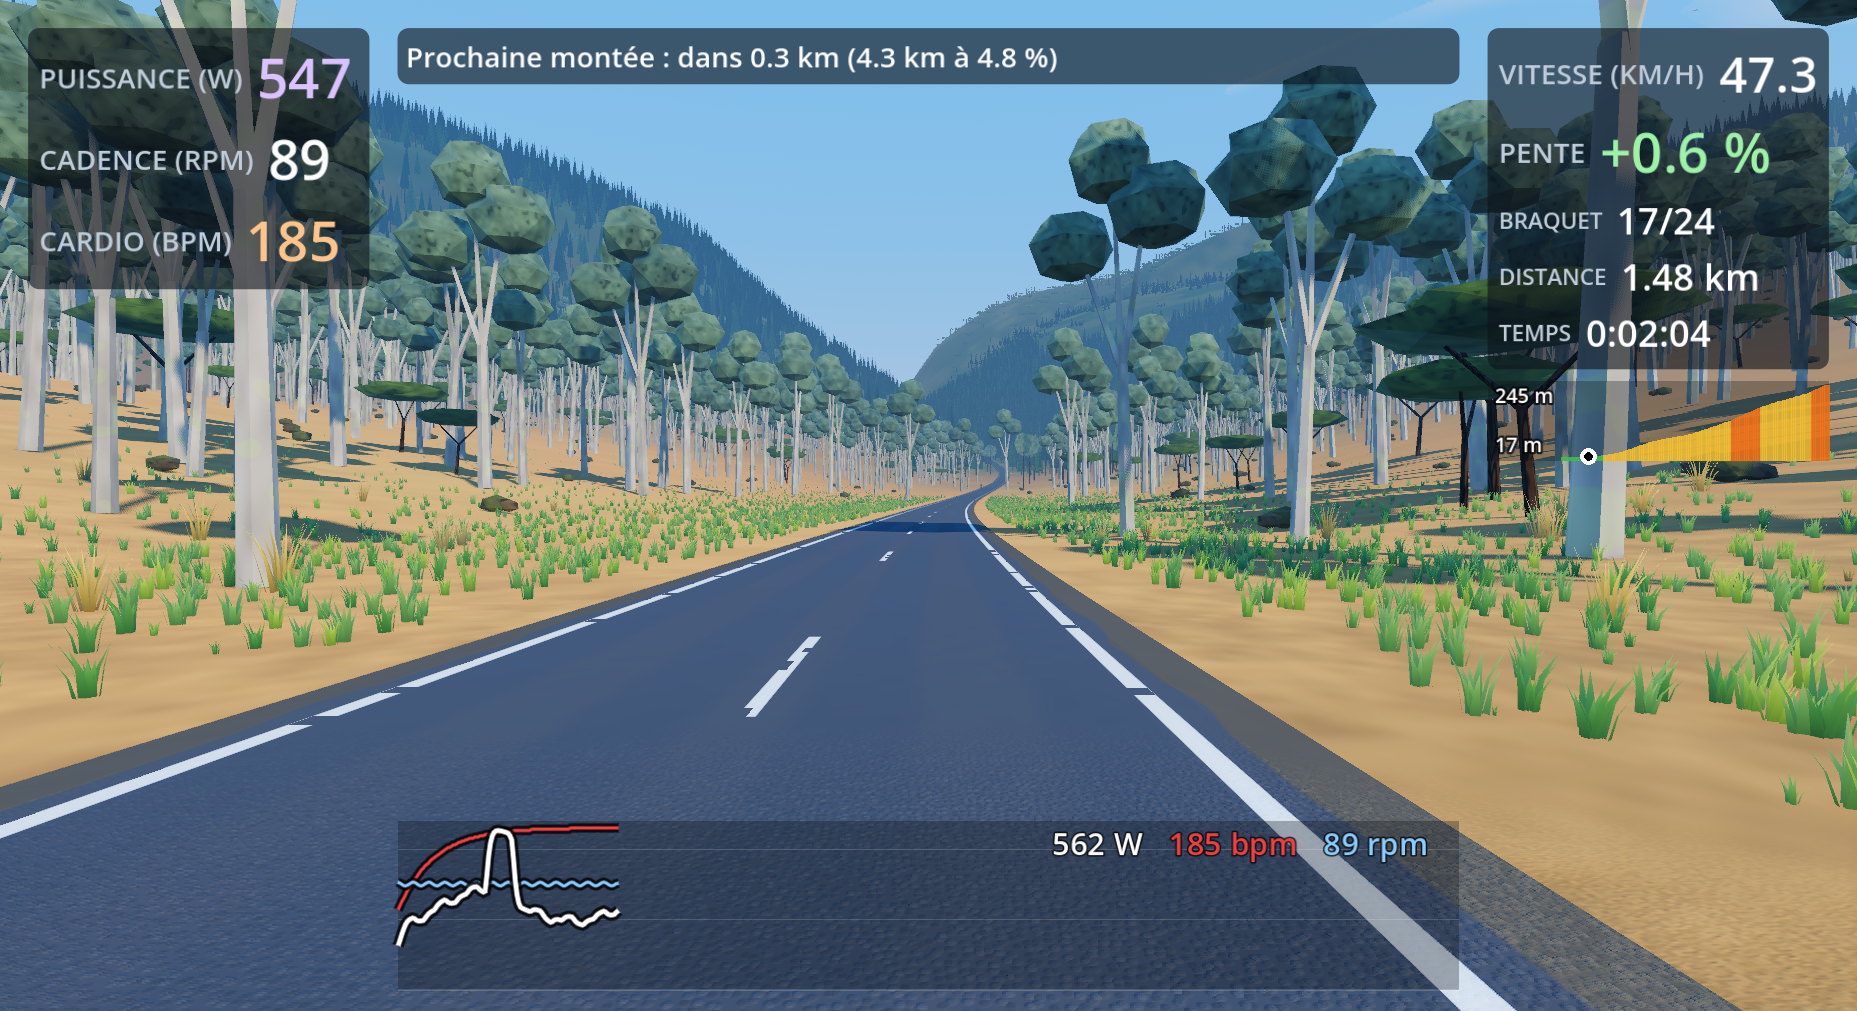 PUISSANCE (W) 547
CADENCE (RPM) 89
CARDIO (BPM) 185
Prochaine montée : dans 0.3 km (4.3 km à 4.8 %)
VITESSE (KM/H) 47.3
PENTE +0.6 %
BRAQUET 17/24
DISTANCE 1.48 km
TEMPS 0:02:04
245 m
17 m
562 W 185 bpm 89 rpm